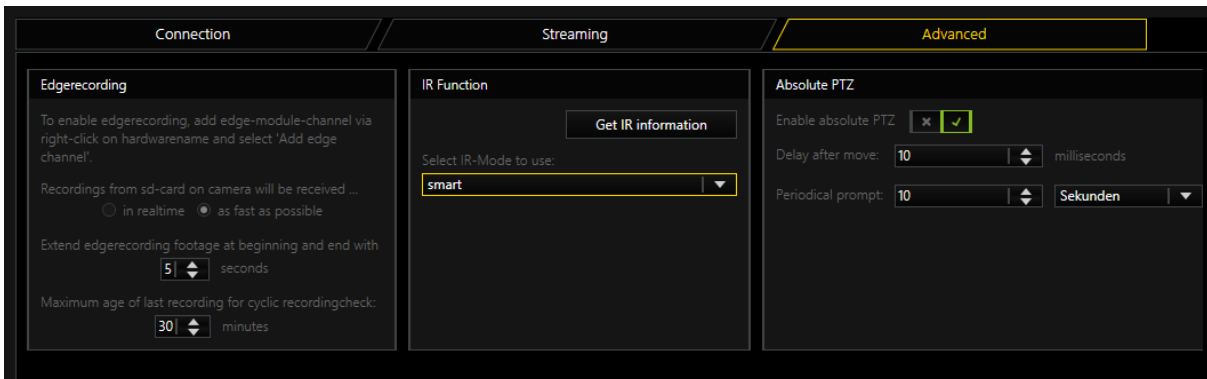 Connection
Streaming
Advanced
Edgerecording
To enable edgerecording, add edge-module-channel via
right-click on hardwarename and select 'Add edge
channel'.
Recordings from sd-card on camera will be received ...
in realtime
as fast as possible
Extend edgerecording footage at beginning and end with
5 seconds
Maximum age of last recording for cyclic recordingcheck:
30 minutes
IR Function
Get IR information
Select IR-Mode to use:
smart
Absolute PTZ
Enable absolute PTZ
Delay after move: 10 milliseconds
Periodical prompt: 10 Sekunden